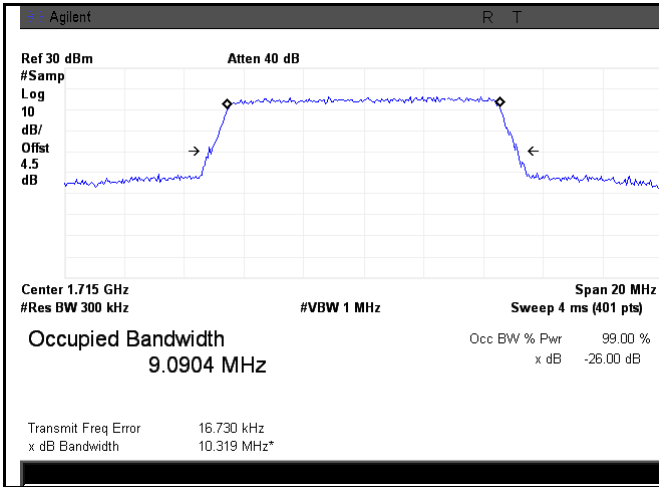 Agilent R T
Ref 30 dBm Atten 40 dB
#Samp
Log
10
dB/
Offst
4.5
dB
Center 1.715 GHz Span 20 MHz
#Res BW 300 kHz #VBW 1 MHz Sweep 4 ms (401 pts)
Occupied Bandwidth Occ BW % Pwr 99.00 %
9.0904 MHz x dB -26.00 dB
Transmit Freq Error 16.730 kHz
x dB Bandwidth 10.319 MHz*